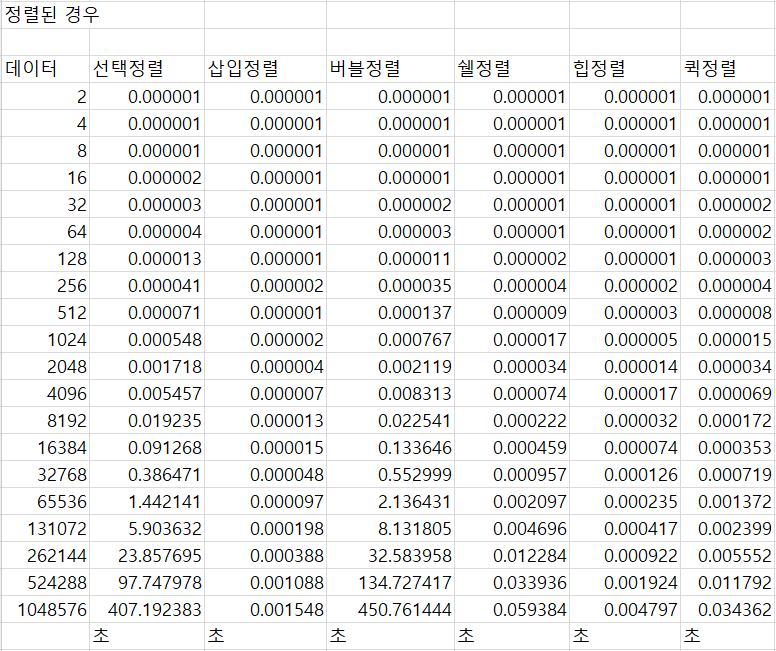 정렬된 경우
데이터 선택정렬 삽입정렬 버블정렬 쉘정렬 힙정렬 퀵정렬
2 0.000001 0.000001 0.000001 0.000001 0.000001 0.000001
4 0.000001 0.000001 0.000001 0.000001 0.000001 0.000001
8 0.000001 0.000001 0.000001 0.000001 0.000001 0.000001
16 0.000002 0.000001 0.000001 0.000001 0.000001 0.000001
32 0.000003 0.000001 0.000002 0.000001 0.000001 0.000002
64 0.000004 0.000001 0.000003 0.000001 0.000001 0.000002
128 0.000013 0.000001 0.000011 0.000002 0.000001 0.000003
256 0.000041 0.000002 0.000035 0.000004 0.000002 0.000004
512 0.000071 0.000001 0.000137 0.000009 0.000003 0.000008
1024 0.000548 0.000002 0.000767 0.000017 0.000005 0.000015
2048 0.001718 0.000004 0.002119 0.000034 0.000014 0.000034
4096 0.005457 0.000007 0.008313 0.000074 0.000017 0.000069
8192 0.019235 0.000013 0.022541 0.000222 0.000032 0.000172
16384 0.091268 0.000015 0.133646 0.000459 0.000074 0.000353
32768 0.386471 0.000048 0.552999 0.000957 0.000126 0.000719
65536 1.442141 0.000097 2.136431 0.002097 0.000235 0.001372
131072 5.903632 0.000198 8.131805 0.004696 0.000417 0.002399
262144 23.857695 0.000388 32.583958 0.012284 0.000922 0.005552
524288 97.747978 0.001088 134.727417 0.033936 0.001924 0.011792
1048576 407.192383 0.001548 450.761444 0.059384 0.004797 0.034362
초 초 초 초 초 초